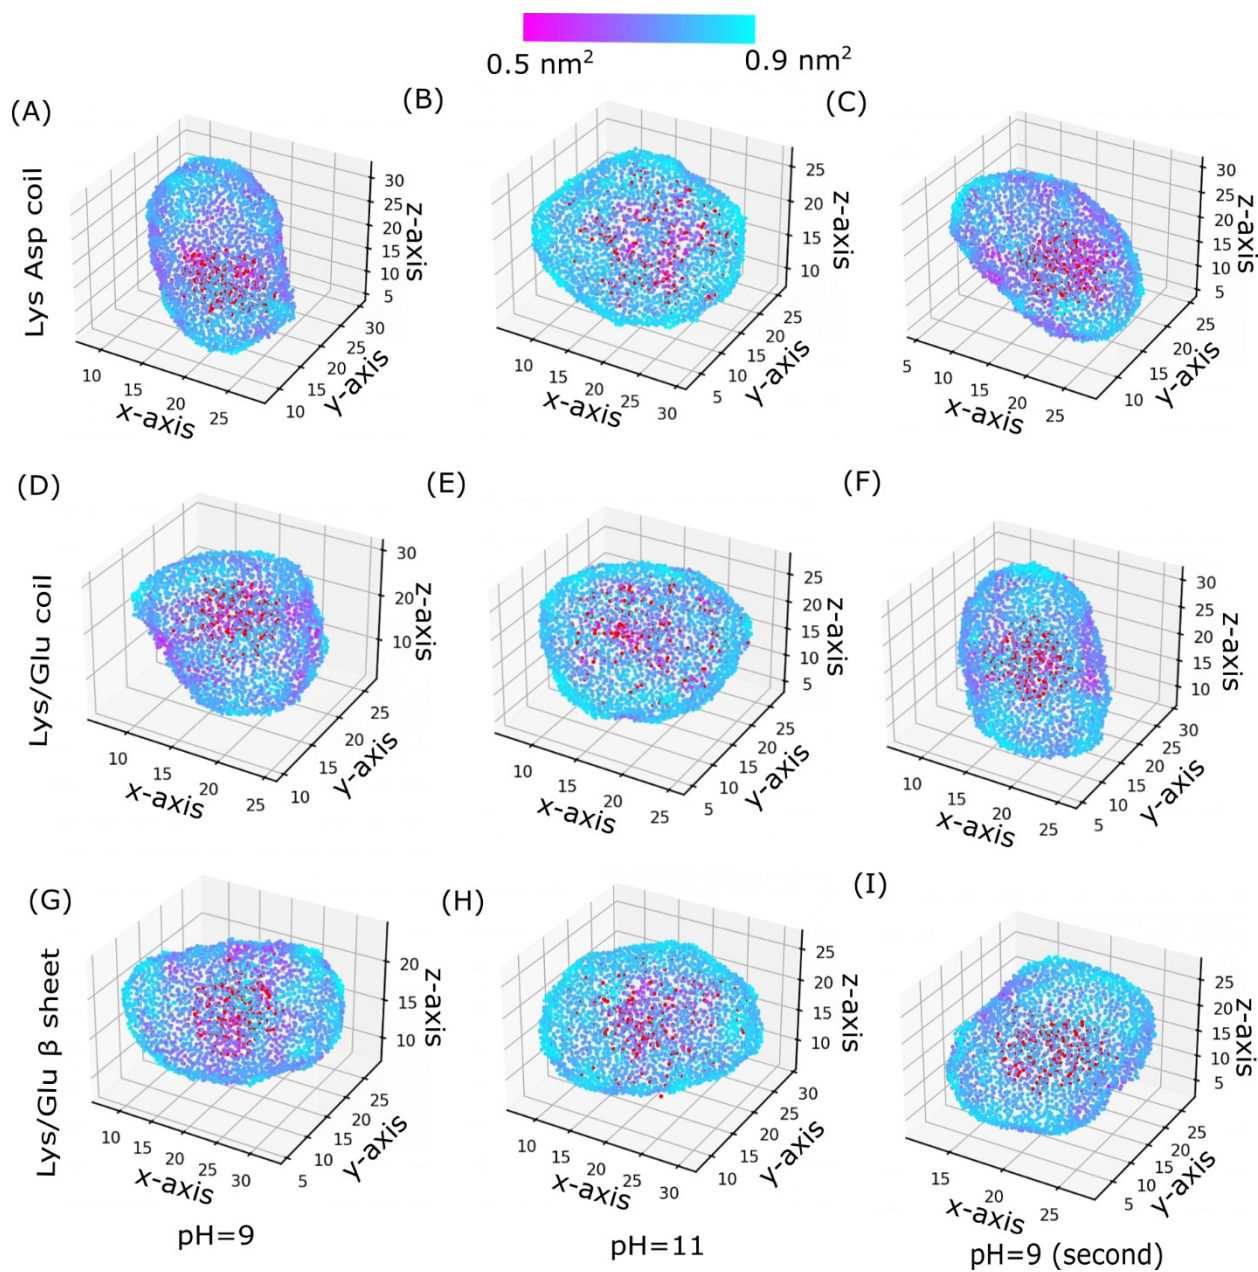 0.5 nm² 0.9 nm²
(A) (B) (C)
Lys Asp coil
30
25
20
15
10
5
z-axis
10 15 20 25
x-axis
10 15 20 25 30
y-axis
25
20
15
10
z-axis
10 15 20 25 30
x-axis
5 10 15 20 25
y-axis
30
25
20
15
10
5
z-axis
5 10 15 20 25
x-axis
10 15 20 25
y-axis
(D) (E) (F)
Lys/Glu coil
30
20
10
z-axis
10 15 20 25
x-axis
10 15 20 25
y-axis
25
20
15
10
5
z-axis
10 15 20 25
x-axis
5 10 15 20 25
y-axis
30
25
20
15
10
z-axis
10 15 20 25
x-axis
5 10 15 20 25 30
y-axis
(G) (H) (I)
Lys/Glu β sheet
20
15
10
z-axis
10 15 20 25 30
x-axis
5 10 15 20 25
y-axis
25
20
15
10
z-axis
10 15 20 25 30
x-axis
10 15 20 25 30
y-axis
25
20
15
10
5
z-axis
15 20 25
x-axis
5 10 15 20 25
y-axis
pH=9 pH=11 pH=9 (second)